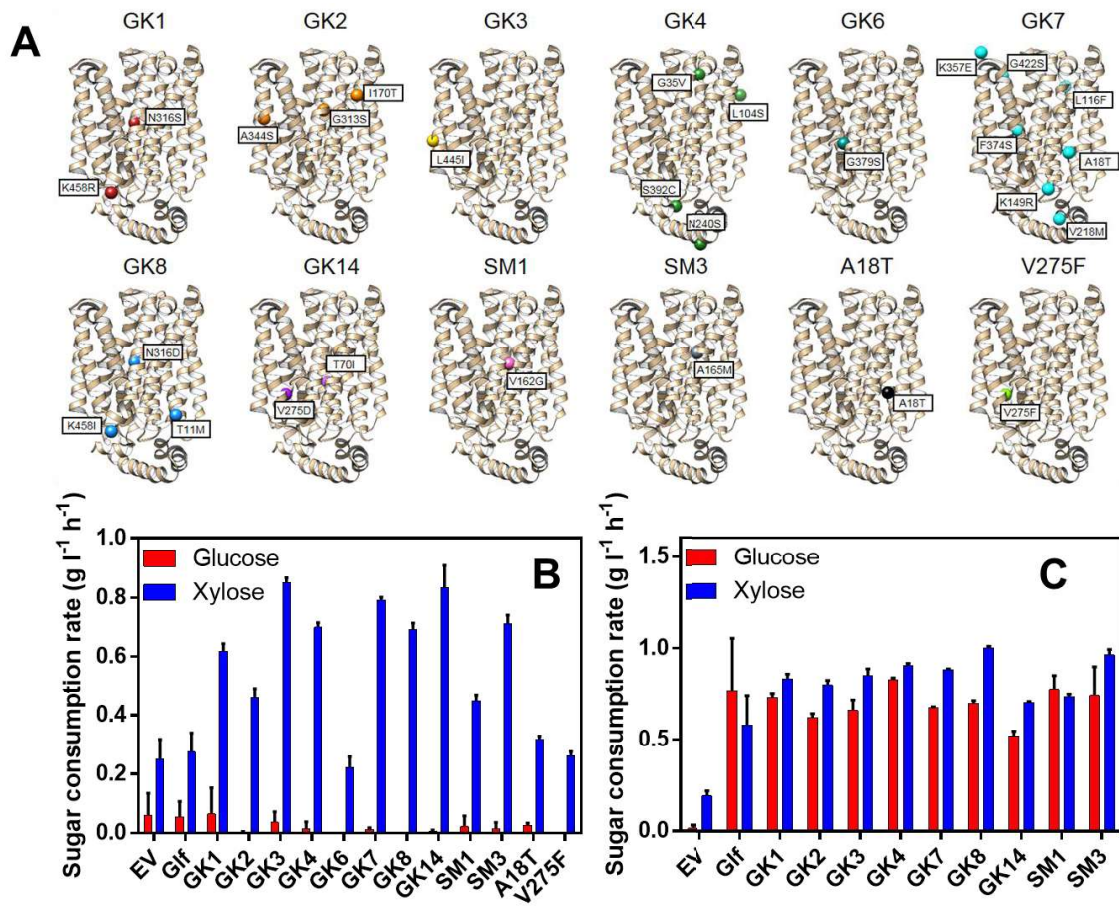 A
GK1
GK2
GK3
GK4
GK6
GK7
N316S
K458R
I170T
G313S
A344S
L445I
G35V
L104S
S392C
N240S
G379S
K357E
G422S
L116F
F374S
A18T
K149R
V218M
GK8
GK14
SM1
SM3
A18T
V275F
N316D
K458I
T11M
T70I
V275D
V162G
A165M
A18T
V275F
B
Sugar consumption rate (g l⁻¹ h⁻¹)
1.0
0.8
0.6
0.4
0.2
0.0
Glucose
Xylose
EV
Glf
GK1
GK2
GK3
GK4
GK6
GK7
GK8
GK14
SM1
SM3
A18T
V275F
C
Sugar consumption rate (g l⁻¹ h⁻¹)
1.5
1.0
0.5
0.0
Glucose
Xylose
EV
Glf
GK1
GK2
GK3
GK4
GK7
GK8
GK14
SM1
SM3